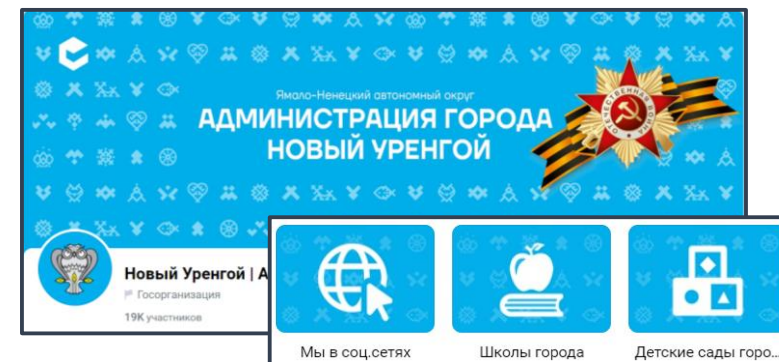 Ямало-Ненецкий автономный округ
АДМИНИСТРАЦИЯ ГОРОДА
НОВЫЙ УРЕНГОЙ
Новый Уренгой | А
Госорганизация
19K участников
Мы в соц.сетях
Школы города
Детские сады горо...